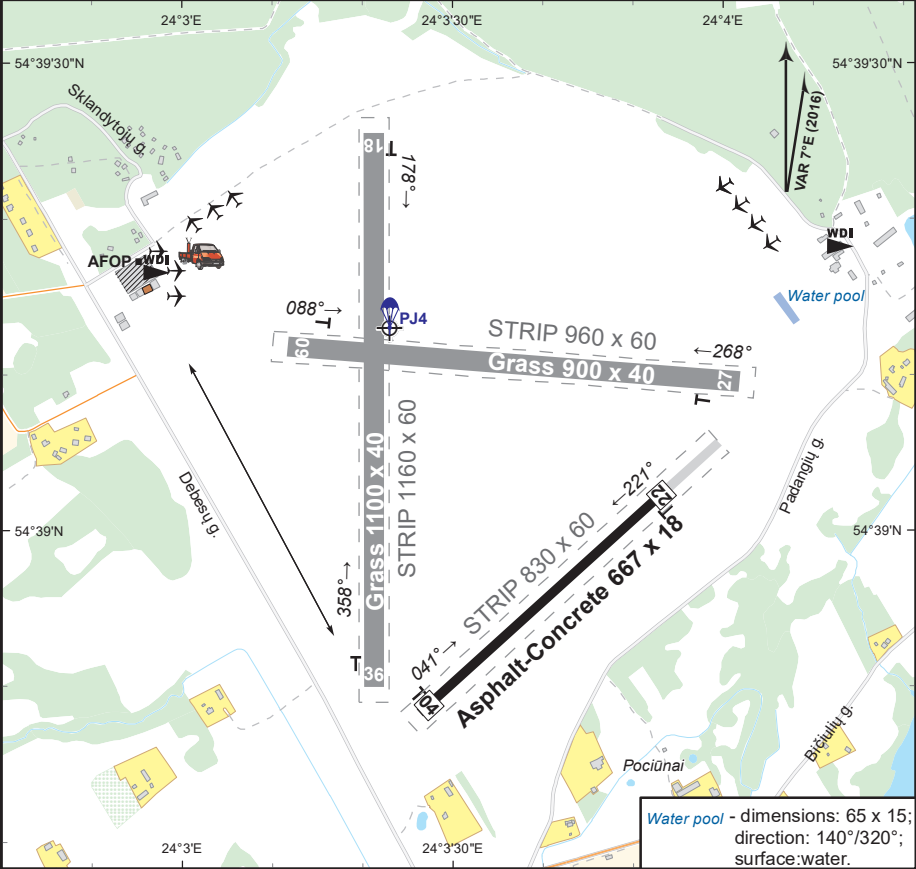 24°3'E
24°3'30"E
24°4'E
54°39'30"N
54°39'30"N
Sklandytojų g.
VAR 7°E (2016)
18
T
178°→
AFOP
WDI
WDI
Water pool
088°→
T
PJ4
STRIP 960 x 60
←268°
09
Grass 900 x 40
27
T
Grass 1100 x 40
STRIP 1160 x 60
Debesų g.
Padangių g.
←221°
22
T
54°39'N
54°39'N
STRIP 830 x 60
Asphalt-Concrete 667 x 18
358°→
041°→
T
36
T
04
Bičiulių g.
Pociūnai
Water pool - dimensions: 65 x 15;
direction: 140°/320°;
surface:water.
24°3'E
24°3'30"E